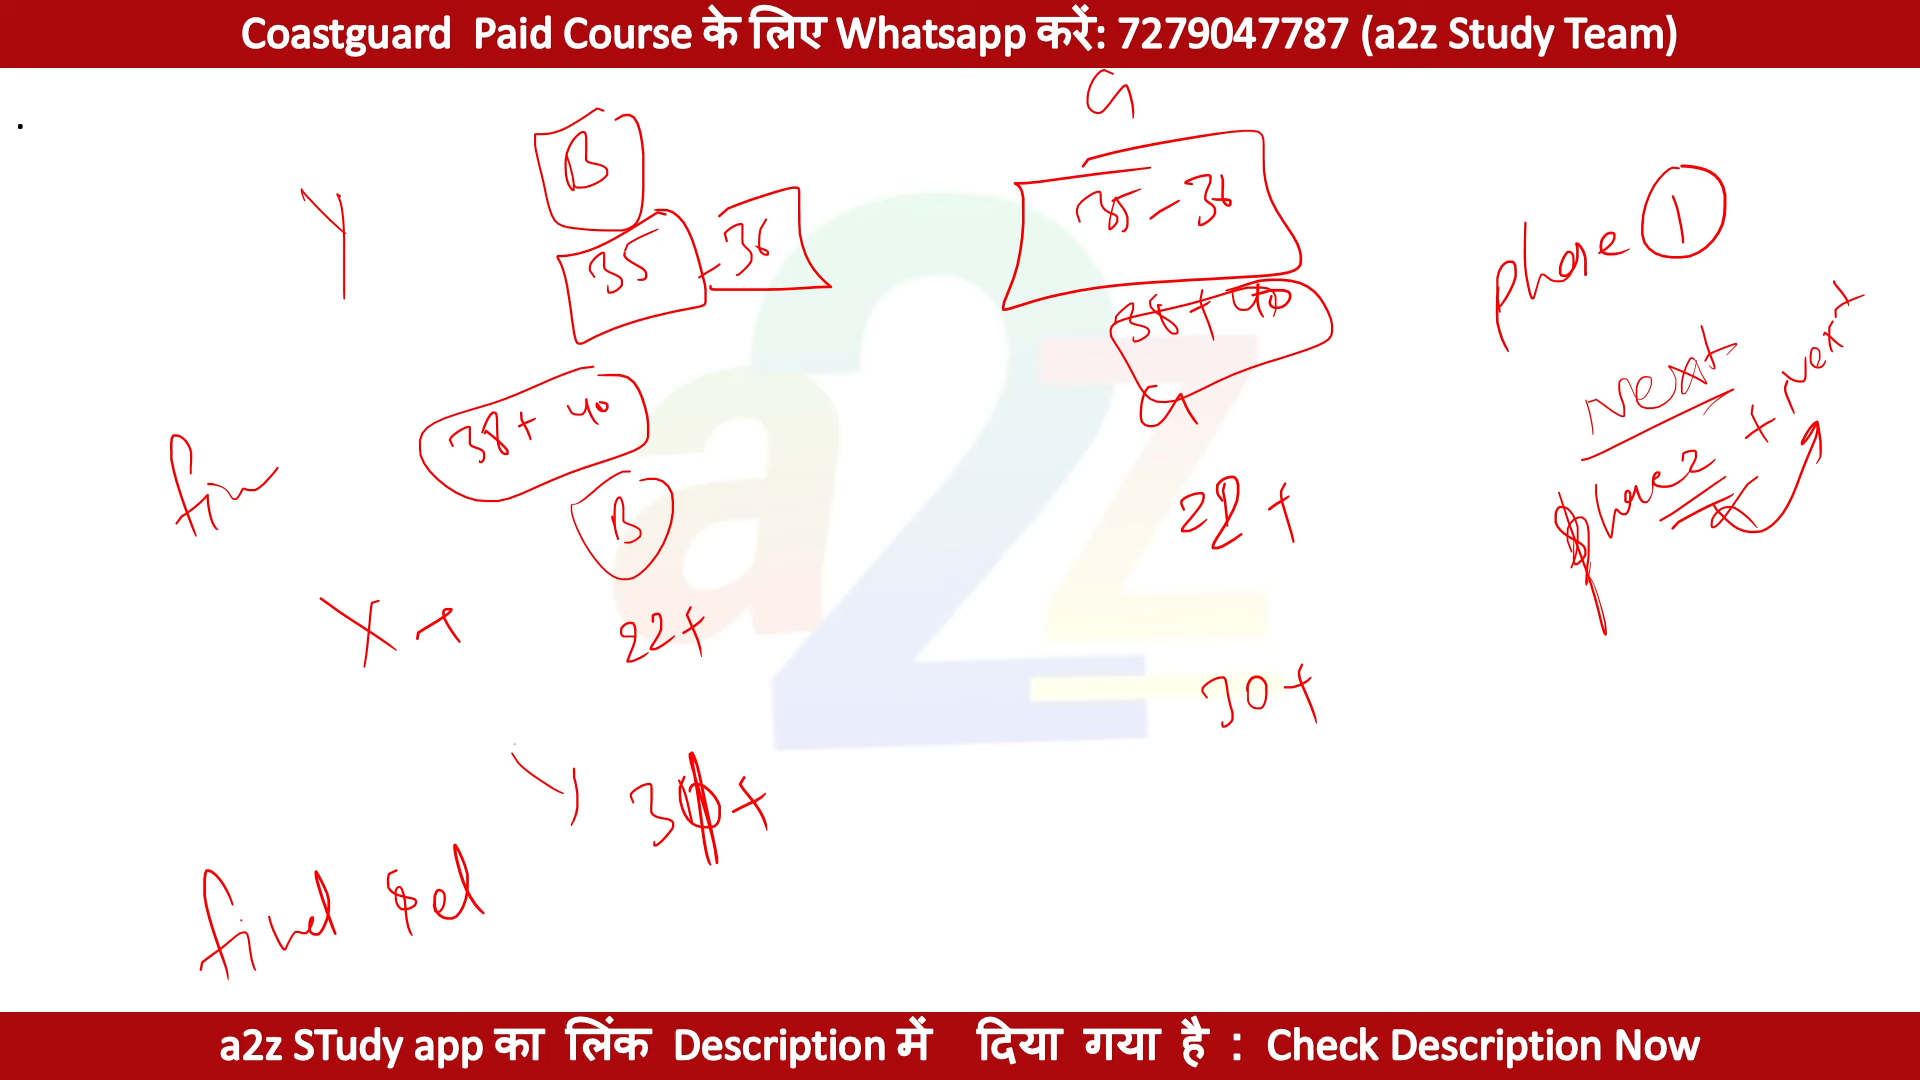 Coastguard Paid Course के लिए Whatsapp करें: 7279047787 (a2z Study Team)
G
B
35 - 36
Y
35 - 36
phase 1
38 + 40
Next
38 + 40
G
phase 2 + Next
B
22 +
X
22 +
30 +
Y 30 +
final sel
a2z
a2z STudy app का लिंक Description में दिया गया है : Check Description Now